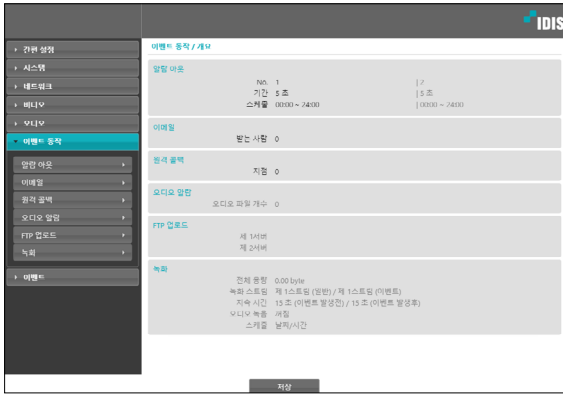 IDIS
간편 설정
시스템
네트워크
비디오
오디오
이벤트 동작
알람 아웃
이메일
원격 콜백
오디오 알람
FTP 업로드
녹화
이벤트
이벤트 동작 / 개요
알람 아웃
No. 1 | 2
기간 5 초 | 5 초
스케줄 00:00 ~ 24:00 | 00:00 ~ 24:00
이메일
받는 사람 0
원격 콜백
지점 0
오디오 알람
오디오 파일 개수 0
FTP 업로드
제 1서버
제 2서버
녹화
전체 용량 0.00 byte
녹화 스트림 제 1스트림 (일반) / 제 1스트림 (이벤트)
지속 시간 15 초 (이벤트 발생전) / 15 초 (이벤트 발생후)
오디오 녹음 꺼짐
스케줄 날짜/시간
저장